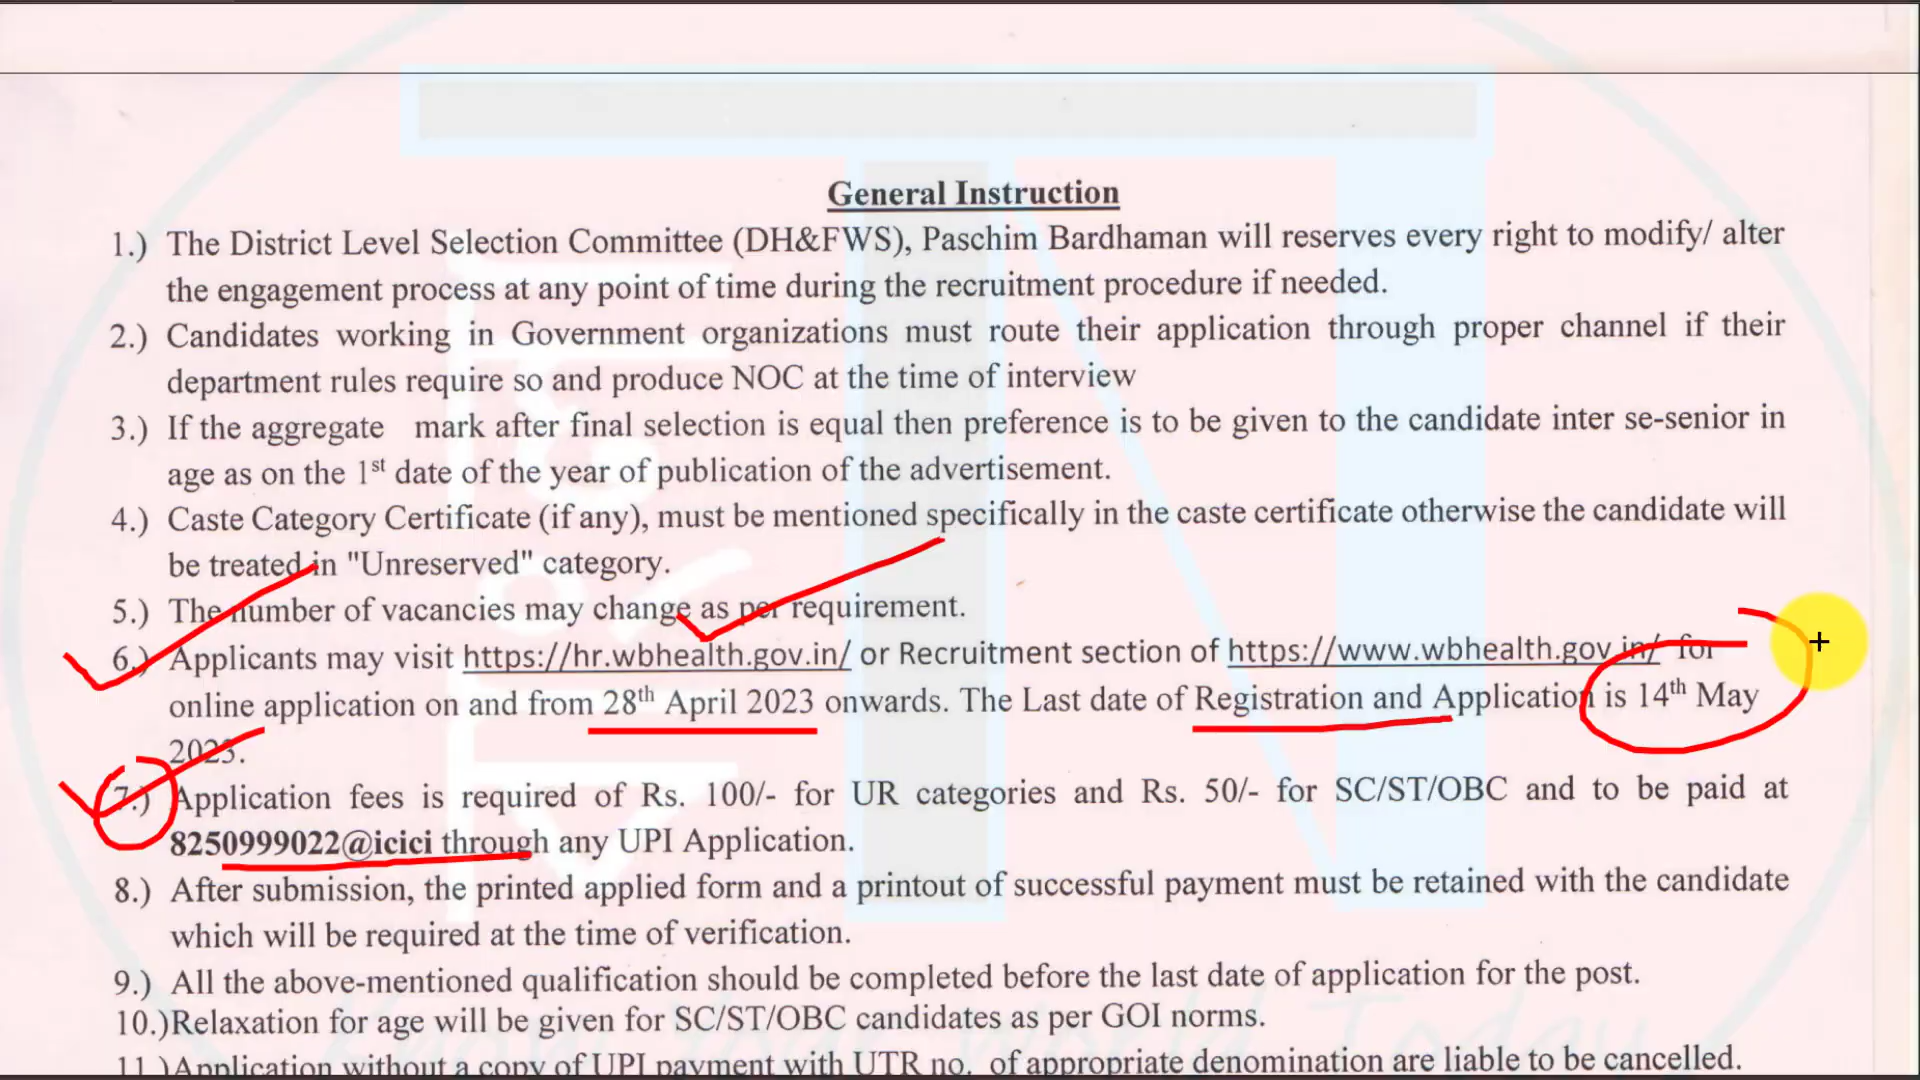 General Instruction
1.) The District Level Selection Committee (DH&FWS), Paschim Bardhaman will reserves every right to modify/ alter
the engagement process at any point of time during the recruitment procedure if needed.
2.) Candidates working in Government organizations must route their application through proper channel if their
department rules require so and produce NOC at the time of interview
3.) If the aggregate mark after final selection is equal then preference is to be given to the candidate inter se-senior in
age as on the 1st date of the year of publication of the advertisement.
4.) Caste Category Certificate (if any), must be mentioned specifically in the caste certificate otherwise the candidate will
be treated in "Unreserved" category.
5.) The number of vacancies may change as per requirement.
6.) Applicants may visit https://hr.wbhealth.gov.in/ or Recruitment section of https://www.wbhealth.gov.in/ for
online application on and from 28th April 2023 onwards. The Last date of Registration and Application is 14th May
2023.
7.) Application fees is required of Rs. 100/- for UR categories and Rs. 50/- for SC/ST/OBC and to be paid at
8250999022@icici through any UPI Application.
8.) After submission, the printed applied form and a printout of successful payment must be retained with the candidate
which will be required at the time of verification.
9.) All the above-mentioned qualification should be completed before the last date of application for the post.
10.)Relaxation for age will be given for SC/ST/OBC candidates as per GOI norms.
11.)Application without a copy of UPI payment with UTR no. of appropriate denomination are liable to be cancelled.
Know Your World Today